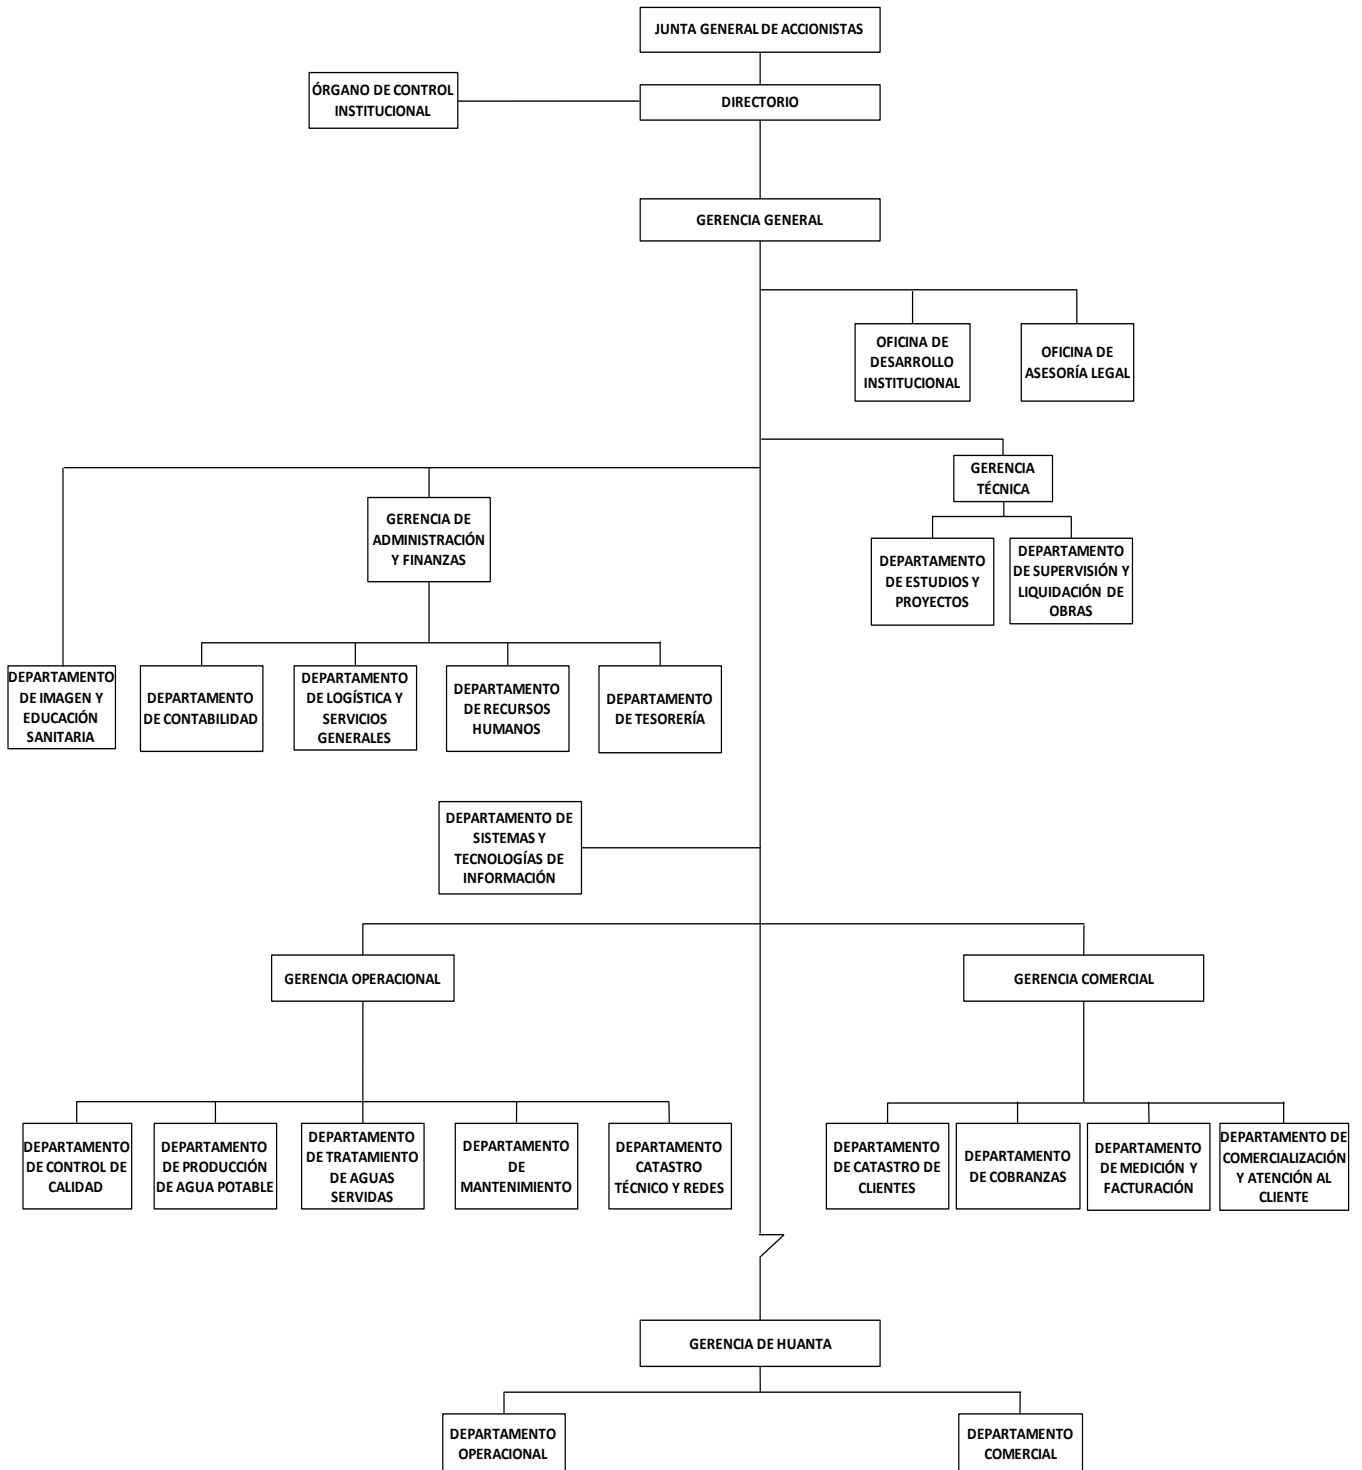 JUNTA GENERAL DE ACCIONISTAS
ÓRGANO DE CONTROL
INSTITUCIONAL
DIRECTORIO
GERENCIA GENERAL
OFICINA DE
DESARROLLO
INSTITUCIONAL
OFICINA DE
ASESORÍA LEGAL
GERENCIA
TÉCNICA
GERENCIA DE
ADMINISTRACIÓN
Y FINANZAS
DEPARTAMENTO
DE ESTUDIOS Y
PROYECTOS
DEPARTAMENTO
DE SUPERVISIÓN Y
LIQUIDACIÓN DE
OBRAS
DEPARTAMENTO
DE IMAGEN Y
EDUCACIÓN
SANITARIA
DEPARTAMENTO
DE CONTABILIDAD
DEPARTAMENTO
DE LOGÍSTICA Y
SERVICIOS
GENERALES
DEPARTAMENTO
DE RECURSOS
HUMANOS
DEPARTAMENTO
DE TESORERÍA
DEPARTAMENTO DE
SISTEMAS Y
TECNOLOGÍAS DE
INFORMACIÓN
GERENCIA OPERACIONAL
GERENCIA COMERCIAL
DEPARTAMENTO
DE CONTROL DE
CALIDAD
DEPARTAMENTO
DE PRODUCCIÓN
DE AGUA POTABLE
DEPARTAMENTO
DE TRATAMIENTO
DE AGUAS
SERVIDAS
DEPARTAMENTO
DE
MANTENIMIENTO
DEPARTAMENTO
CATASTRO
TÉCNICO Y REDES
DEPARTAMENTO
DE CATASTRO DE
CLIENTES
DEPARTAMENTO
DE COBRANZAS
DEPARTAMENTO
DE MEDICIÓN Y
FACTURACIÓN
DEPARTAMENTO DE
COMERCIALIZACIÓN
Y ATENCIÓN AL
CLIENTE
GERENCIA DE HUANTA
DEPARTAMENTO
OPERACIONAL
DEPARTAMENTO
COMERCIAL